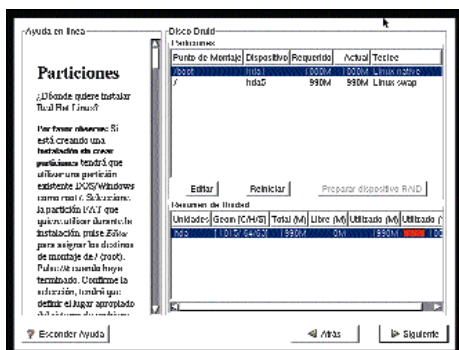 Ayuda en línea
Particiones
¿Dónde quiere instalar
Red Hat Linux?
Por favor observe: Si
está creando una
instalación sin crear
particiones tendrá que
utilizar una partición
existente DOS/Windows
como root /. Seleccione
la partición FAT que
quiere utilizar durante la
instalación, pulse Editar
para asignar los destinos
de montaje de / (root).
Pulse cuando haya
terminado. Confirme la
selección, tendrá que
definir el lugar apropiado
Esconder Ayuda
Disco Druid
Particiones
Punto de Montaje Dispositivo Requerido Actual Teclee
/boot hda1 1000M 1000M Linux native
/ hda5 990M 990M Linux swap
Editar Reiniciar Preparar dispositivo RAID
Resumen de Unidad
Unidades Geom [C/H/S] Total (M) Libre (M) Utilizado (M) Utilizado
hda 1990M 0M 1990M
Atrás Siguiente